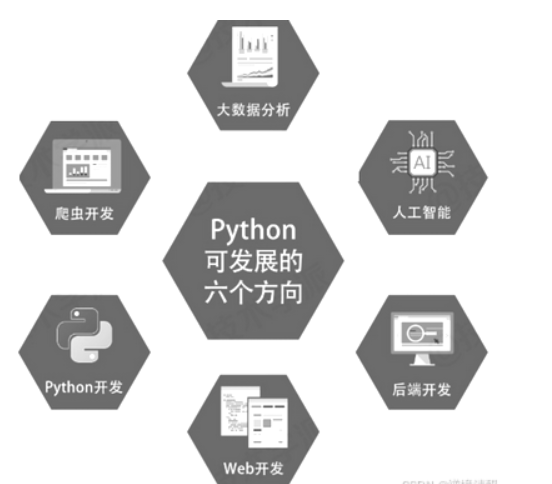 大数据分析
爬虫开发
AI
人工智能
Python
可发展的
六个方向
Python开发
后端开发
Web开发